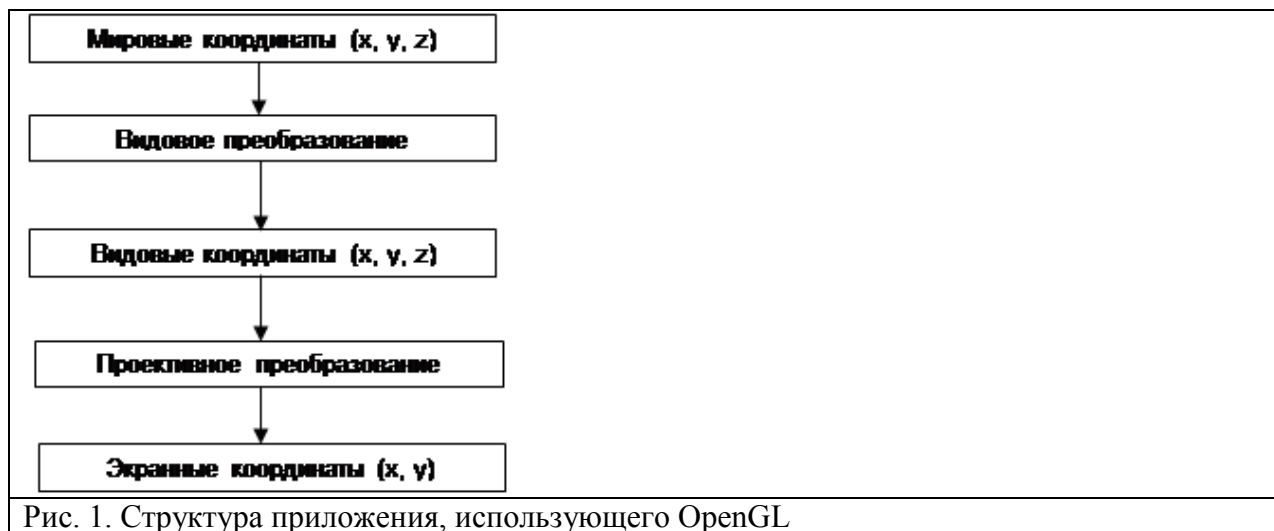 Мировые координаты (x, y, z)
Видовое преобразование
Видовые координаты (x, y, z)
Проективное преобразование
Экранные координаты (x, y)
Рис. 1. Структура приложения, использующего OpenGL